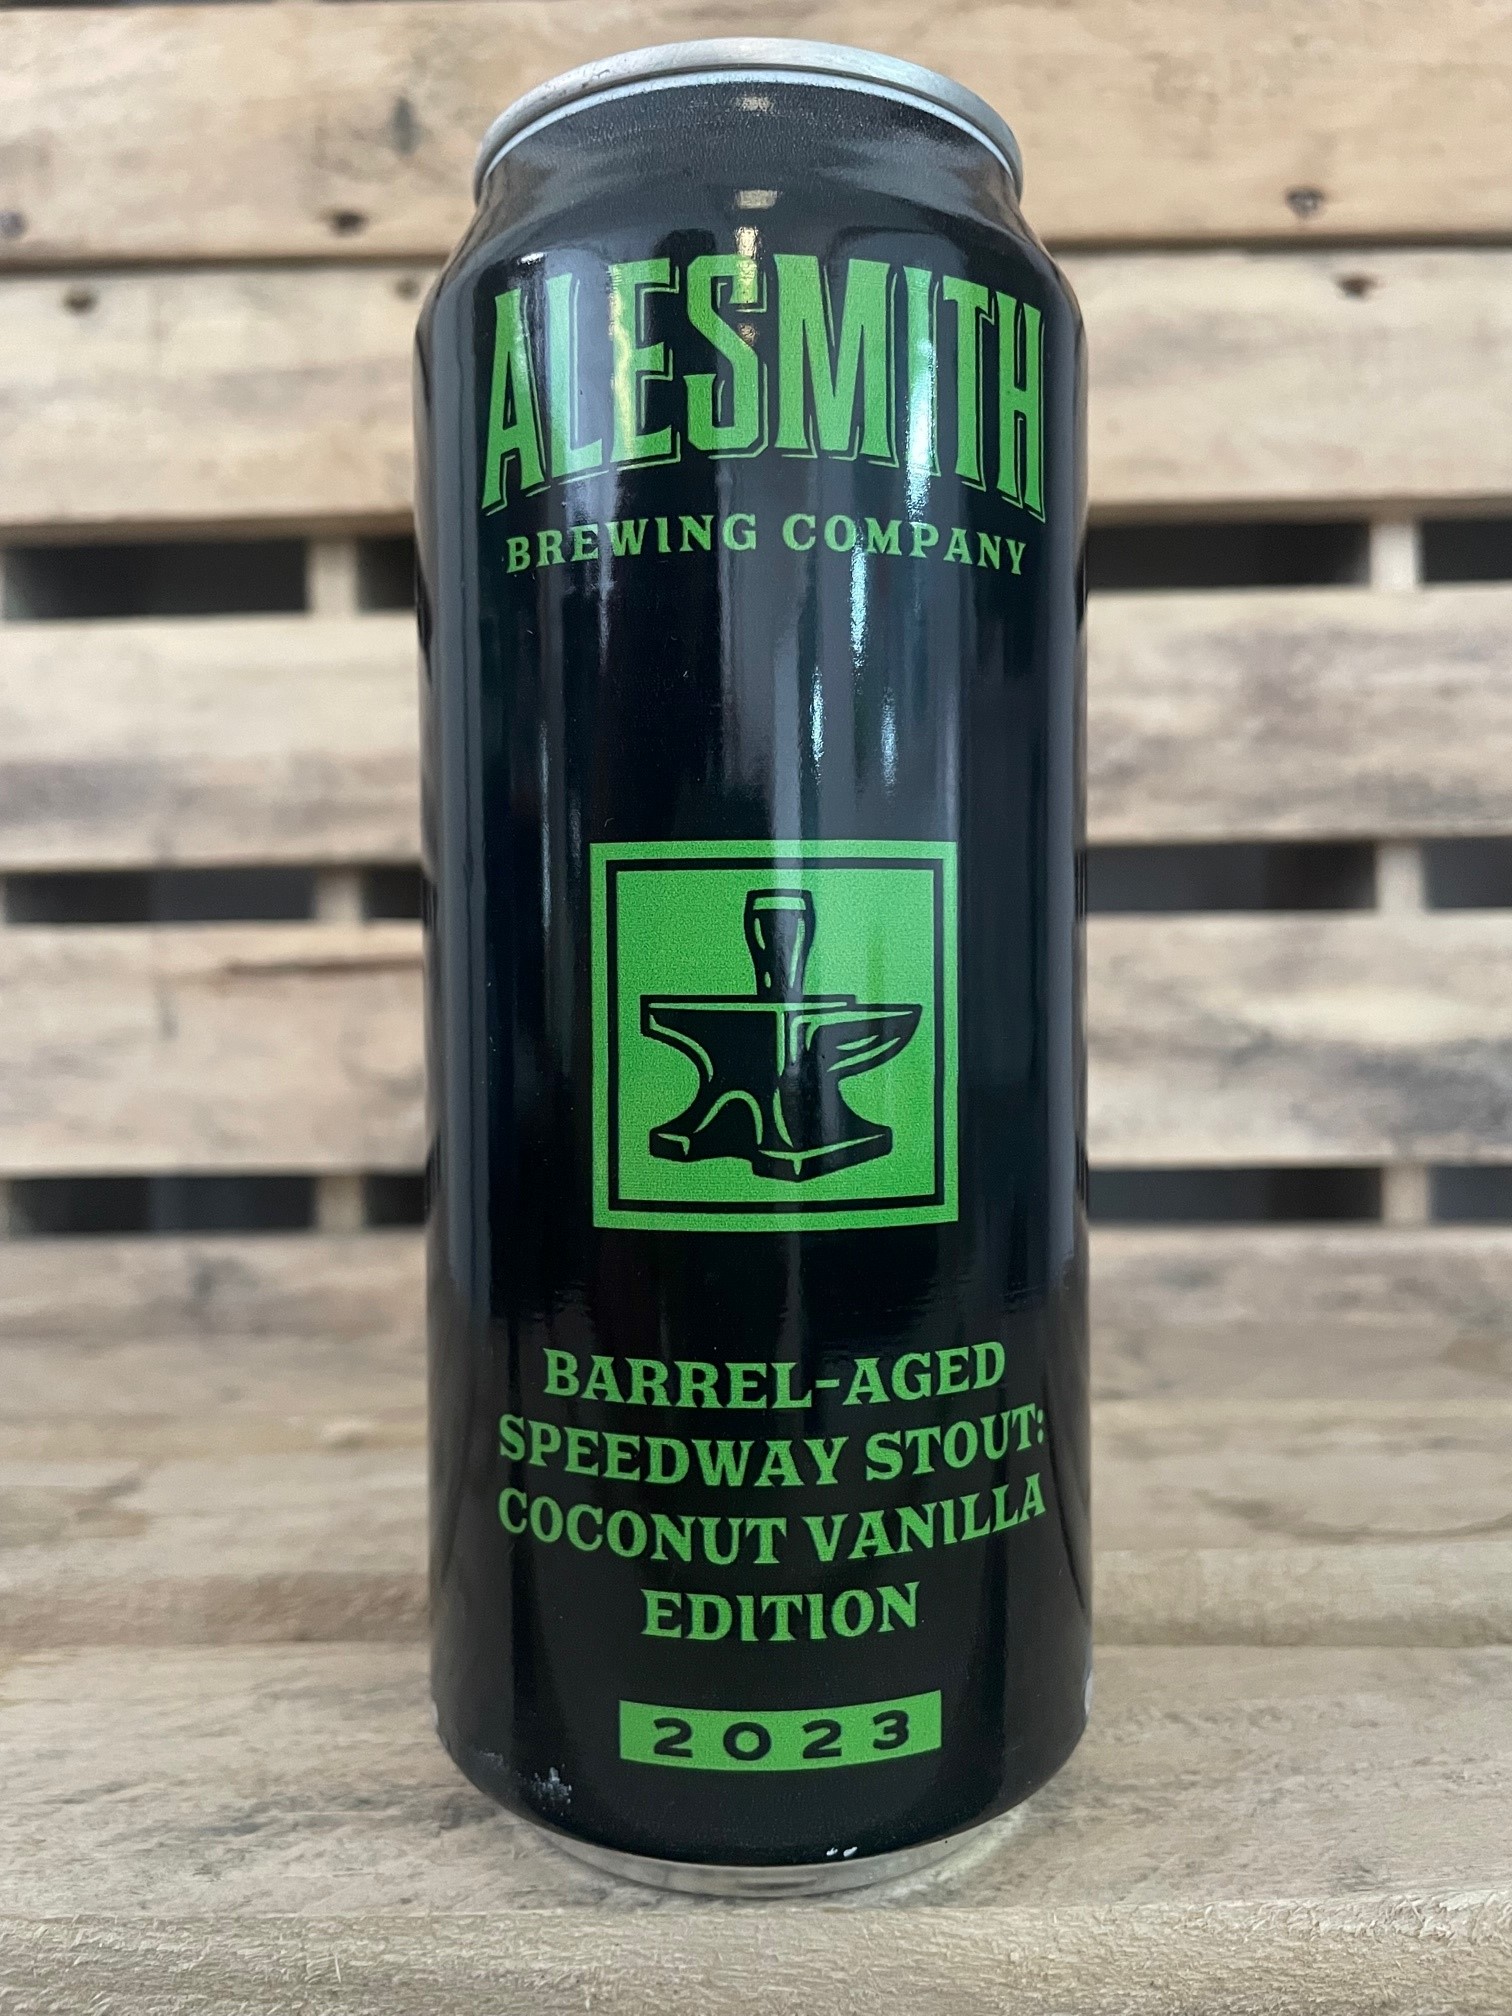 ALESMITH
BREWING COMPANY
BARREL-AGED
SPEEDWAY STOUT:
COCONUT VANILLA
EDITION
2023